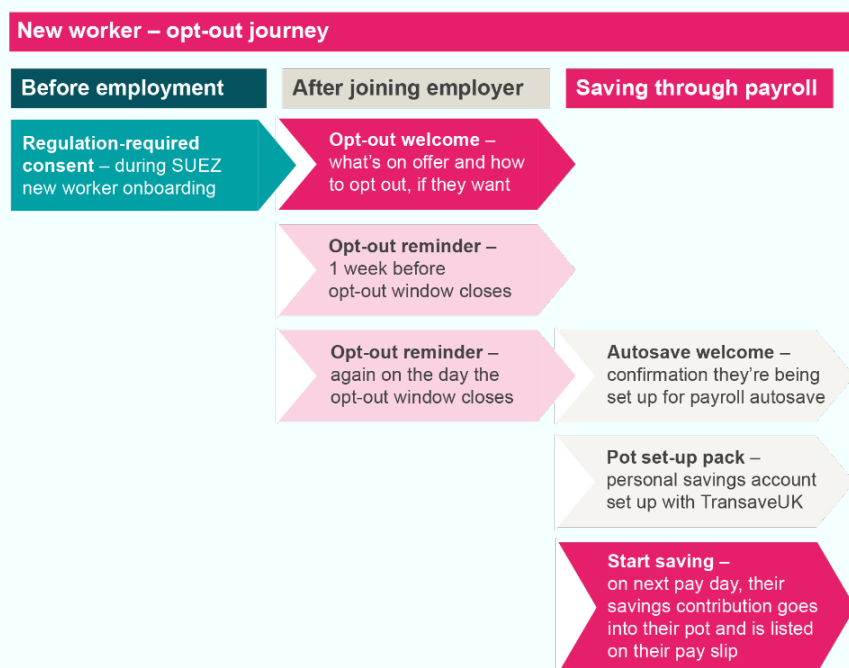 New worker – opt-out journey
Before employment
After joining employer
Saving through payroll
Regulation-required
consent – during SUEZ
new worker onboarding
Opt-out welcome –
what's on offer and how
to opt out, if they want
Opt-out reminder –
1 week before
opt-out window closes
Opt-out reminder –
again on the day the
opt-out window closes
Autosave welcome –
confirmation they're being
set up for payroll autosave
Pot set-up pack –
personal savings account
set up with TransaveUK
Start saving –
on next pay day, their
savings contribution goes
into their pot and is listed
on their pay slip